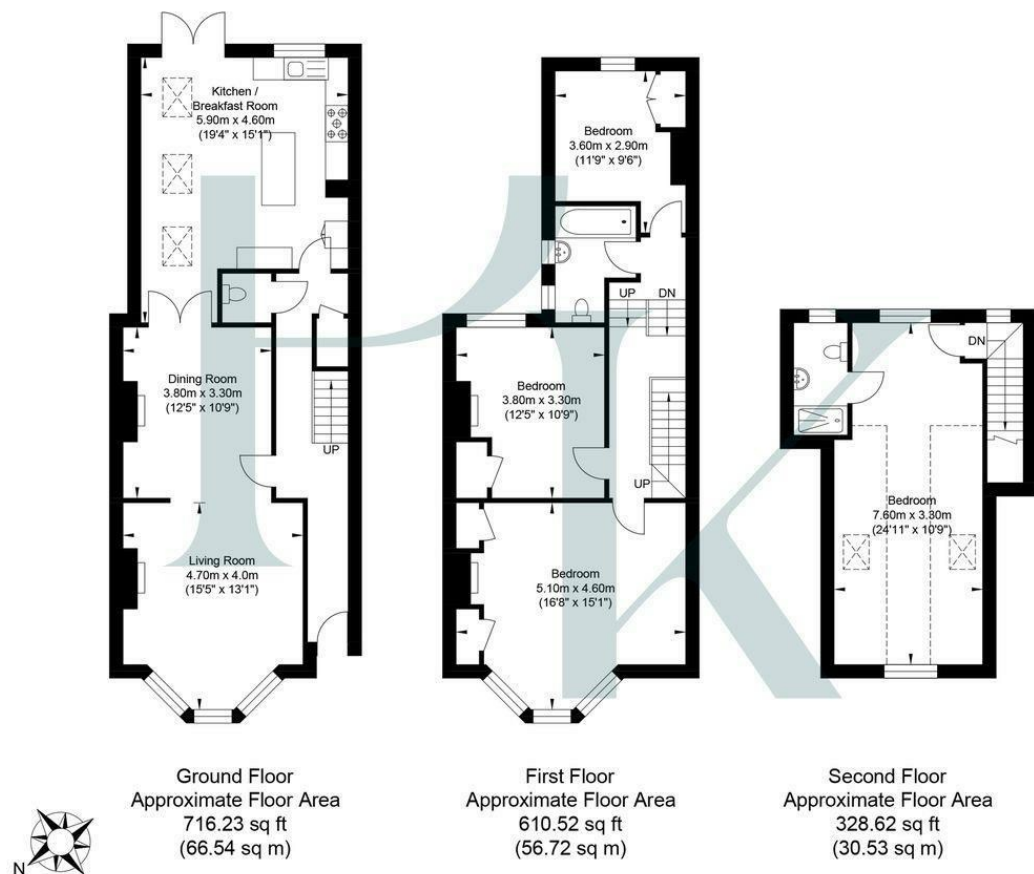 Kitchen /
Breakfast Room
5.90m x 4.60m
(19'4" x 15'1")
Dining Room
3.80m x 3.30m
(12'5" x 10'9")
UP
Living Room
4.70m x 4.0m
(15'5" x 13'1")
Ground Floor
Approximate Floor Area
716.23 sq ft
(66.54 sq m)
Bedroom
3.60m x 2.90m
(11'9" x 9'6")
UP
DN
Bedroom
3.80m x 3.30m
(12'5" x 10'9")
UP
Bedroom
5.10m x 4.60m
(16'8" x 15'1")
First Floor
Approximate Floor Area
610.52 sq ft
(56.72 sq m)
DN
Bedroom
7.60m x 3.30m
(24'11" x 10'9")
Second Floor
Approximate Floor Area
328.62 sq ft
(30.53 sq m)
N